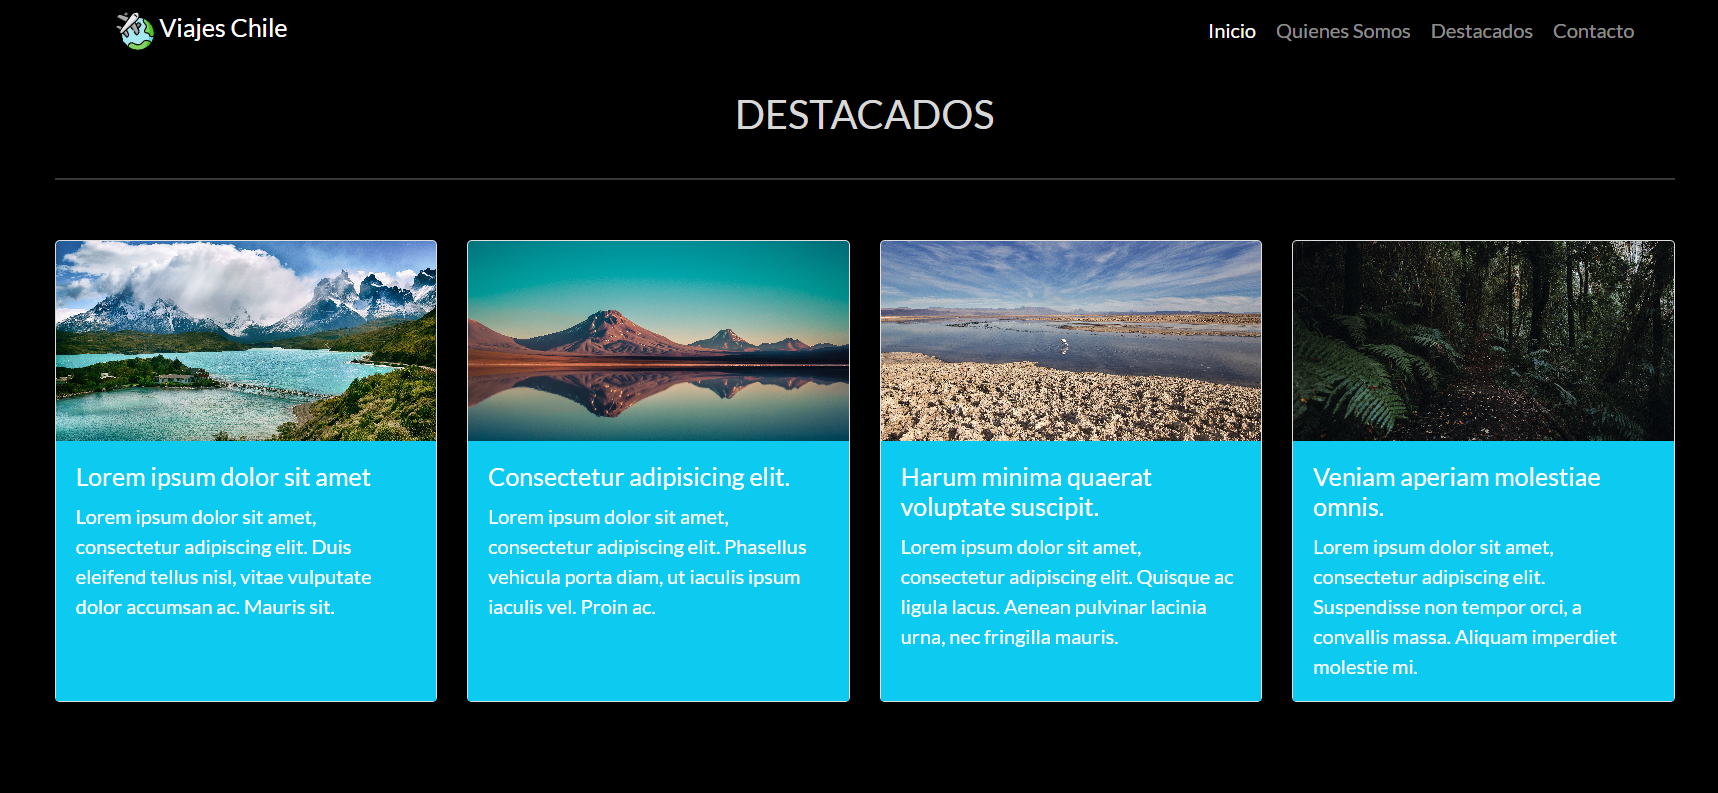 Viajes Chile
Inicio Quienes Somos Destacados Contacto
DESTACADOS
Lorem ipsum dolor sit amet
Lorem ipsum dolor sit amet,
consectetur adipiscing elit. Duis
eleifend tellus nisl, vitae vulputate
dolor accumsan ac. Mauris sit.
Consectetur adipisicing elit.
Lorem ipsum dolor sit amet,
consectetur adipiscing elit. Phasellus
vehicula porta diam, ut iaculis ipsum
iaculis vel. Proin ac.
Harum minima quaerat
voluptate suscipit.
Lorem ipsum dolor sit amet,
consectetur adipiscing elit. Quisque ac
ligula lacus. Aenean pulvinar lacinia
urna, nec fringilla mauris.
Veniam aperiam molestiae
omnis.
Lorem ipsum dolor sit amet,
consectetur adipiscing elit.
Suspendisse non tempor orci, a
convallis massa. Aliquam imperdiet
molestie mi.